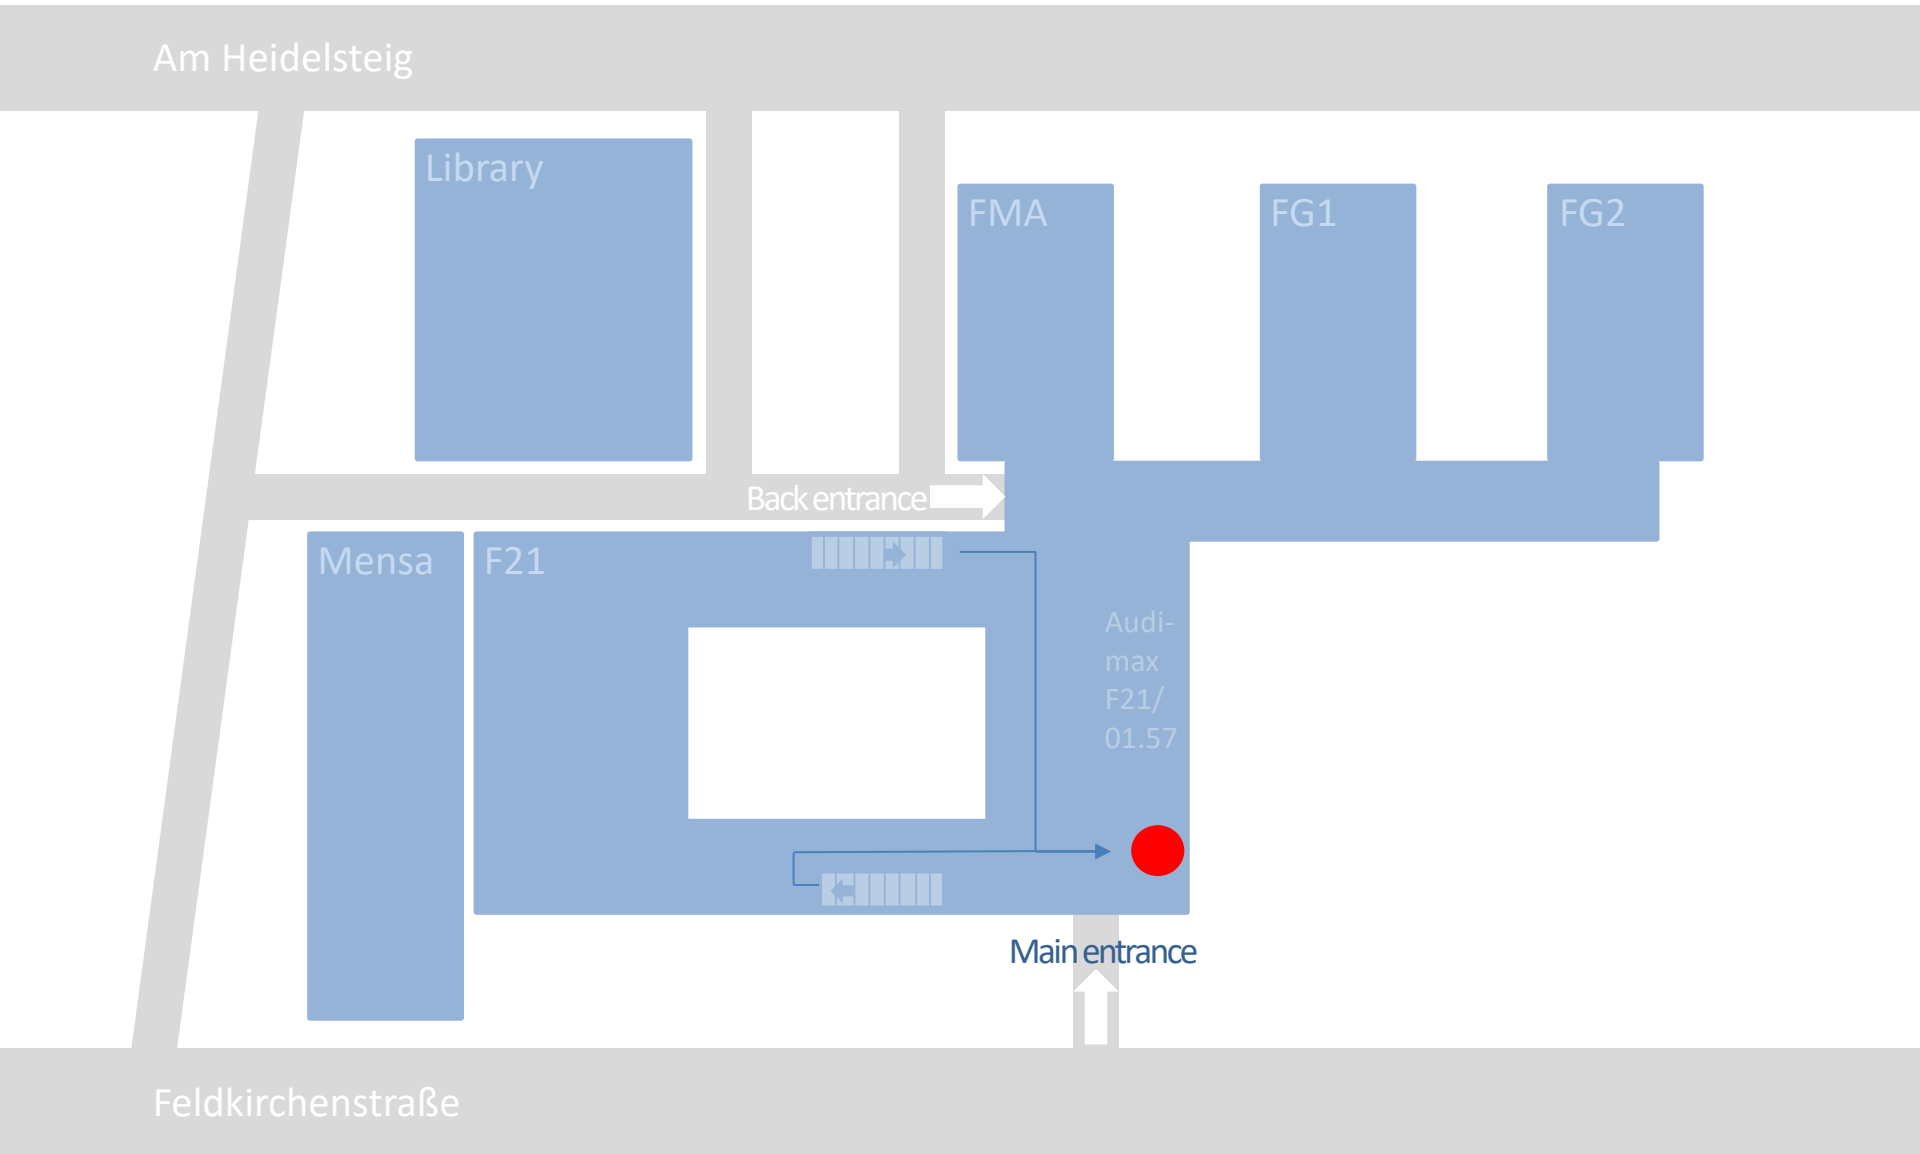 Am Heidelsteig
Library
FMA
FG1
FG2
Back entrance
Mensa
F21
Audi-
max
F21/
01.57
Main entrance
Feldkirchenstraße